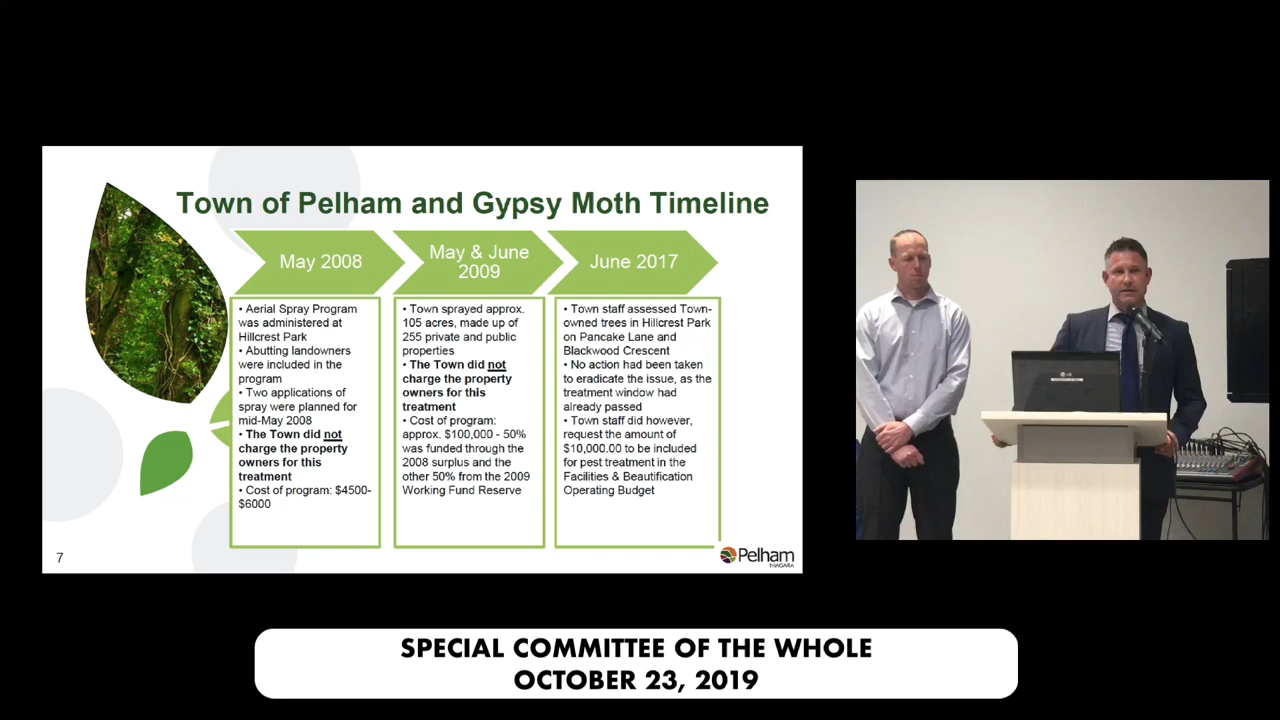 Town of Pelham and Gypsy Moth Timeline
May 2008
• Aerial Spray Program
was administered at
Hillcrest Park
• Abutting landowners
were included in the
program
• Two applications of
spray were planned for
mid-May 2008
• The Town did not
charge the property
owners for this
treatment
• Cost of program: $4500-
$6000
May & June
2009
• Town sprayed approx.
105 acres, made up of
255 private and public
properties
• The Town did not
charge the property
owners for this
treatment
• Cost of program:
approx. $100,000 - 50%
was funded through the
2008 surplus and the
other 50% from the 2009
Working Fund Reserve
June 2017
• Town staff assessed Town-
owned trees in Hillcrest Park
on Pancake Lane and
Blackwood Crescent
• No action had been taken
to eradicate the issue, as the
treatment window had
already passed
• Town staff did however,
request the amount of
$10,000.00 to be included
for pest treatment in the
Facilities & Beautification
Operating Budget
7
Pelham
NIAGARA
LG
SPECIAL COMMITTEE OF THE WHOLE
OCTOBER 23, 2019